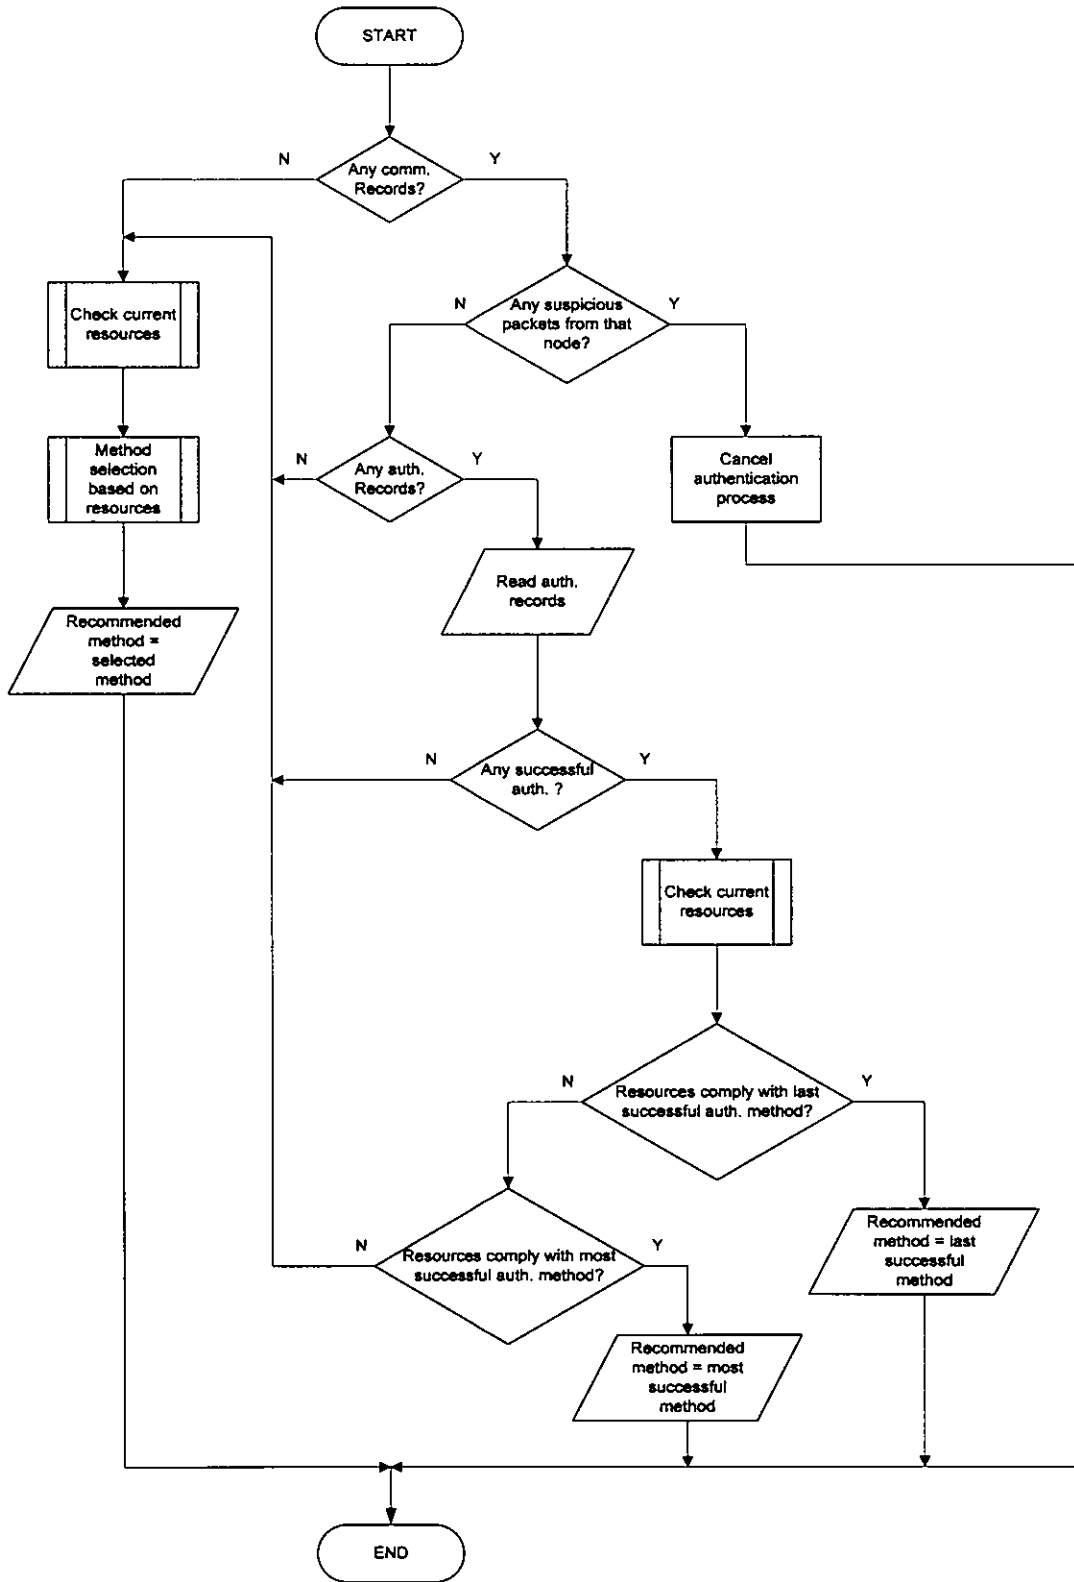 START
N
Y
Any comm.
Records?
Any suspicious
packets from that
node?
N
Y
Check current
resources
Method
selection
based on
resources
N
Y
Any auth.
Records?
Cancel
authentication
process
Read auth.
records
Recommended
method =
selected
method
N
Y
Any successful
auth. ?
Check current
resources
N
Y
Resources comply with last
successful auth. method?
Recommended
method = last
successful
method
N
Y
Resources comply with most
successful auth. method?
Recommended
method = most
successful
method
END